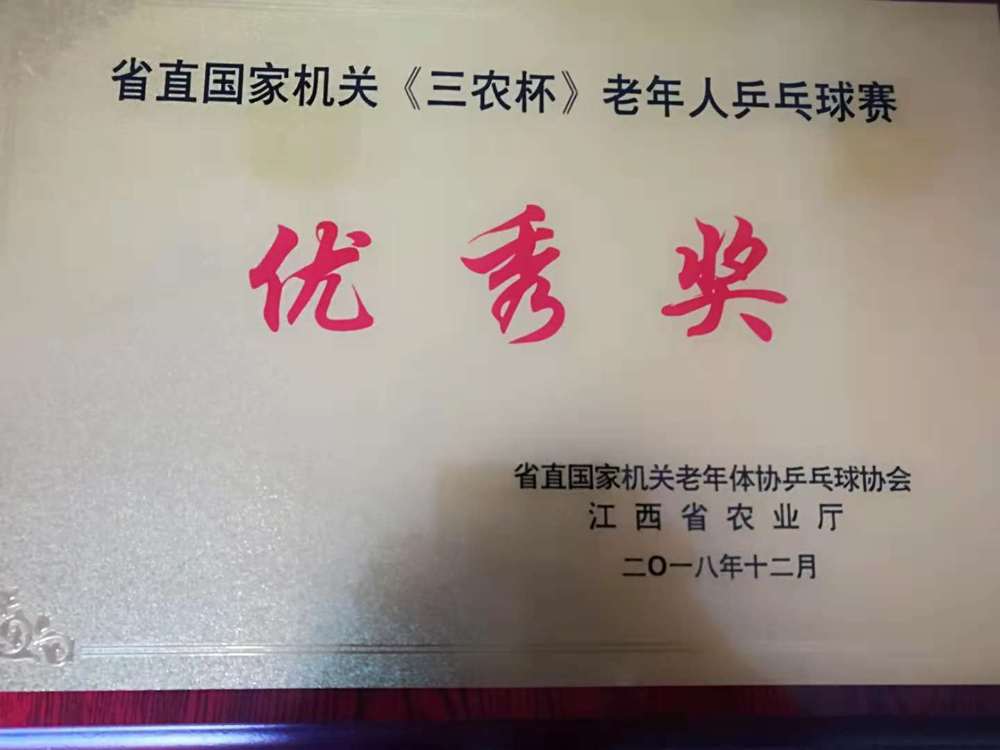 省直国家机关《三农杯》老年人乒乓球赛
优秀奖
省直国家机关老年体协乒乓球协会
江西省农业厅
二〇一八年十二月